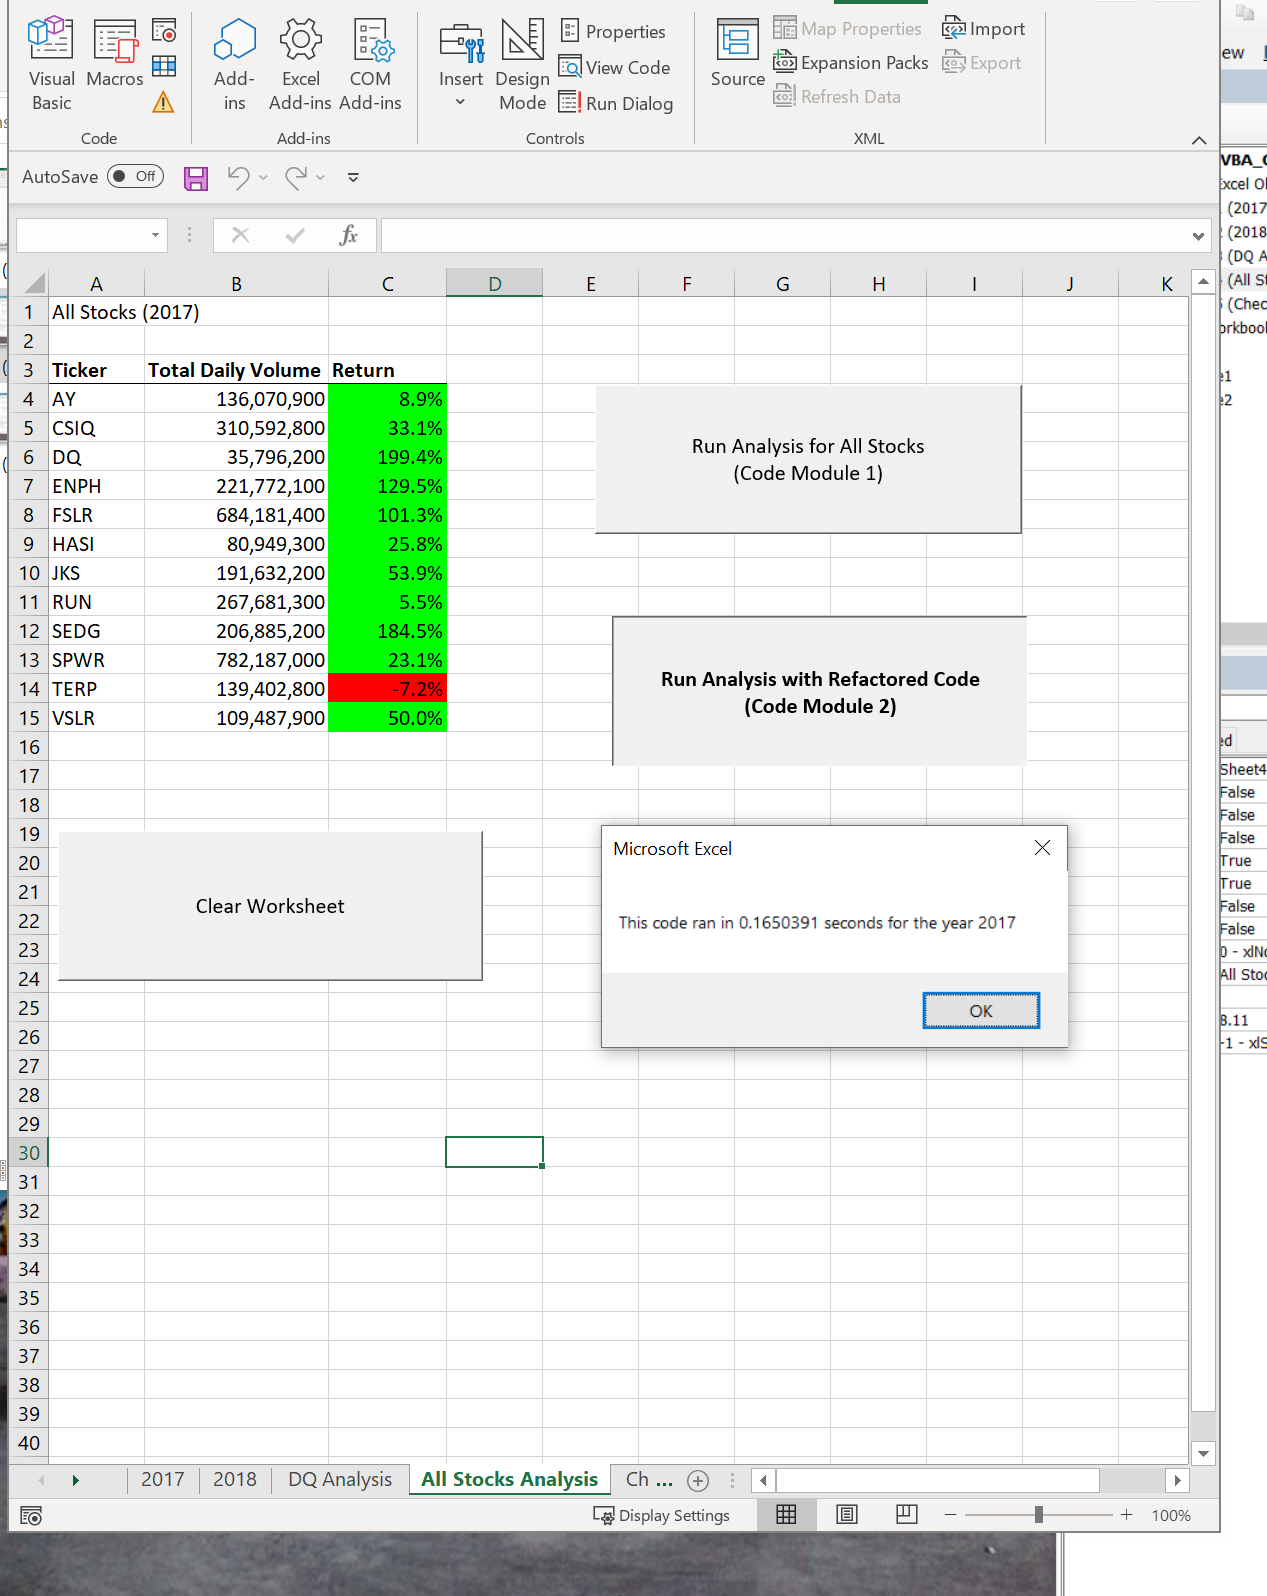 Visual Basic
Macros
Code
Add-ins
Excel Add-ins
COM Add-ins
Add-ins
Insert
Design Mode
Properties
View Code
Run Dialog
Controls
Source
Map Properties
Expansion Packs
Refresh Data
Import
Export
XML
AutoSave Off
fx
A B C D E F G H I J K
1 All Stocks (2017)
2
3 Ticker Total Daily Volume Return
4 AY 136,070,900 8.9%
5 CSIQ 310,592,800 33.1%
6 DQ 35,796,200 199.4%
7 ENPH 221,772,100 129.5%
8 FSLR 684,181,400 101.3%
9 HASI 80,949,300 25.8%
10 JKS 191,632,200 53.9%
11 RUN 267,681,300 5.5%
12 SEDG 206,885,200 184.5%
13 SPWR 782,187,000 23.1%
14 TERP 139,402,800 -7.2%
15 VSLR 109,487,900 50.0%
16
17
18
19
20
21
22
23
24
25
26
27
28
29
30
31
32
33
34
35
36
37
38
39
40
Run Analysis for All Stocks
(Code Module 1)
Run Analysis with Refactored Code
(Code Module 2)
Clear Worksheet
Microsoft Excel
This code ran in 0.1650391 seconds for the year 2017
OK
2017 2018 DQ Analysis All Stocks Analysis Ch ...
Display Settings 100%
ew
VBA_
xcel O
(2017
(2018
(DQ A
(All St
(Chec
orkbool
e1
e2
ed
Sheet4
False
False
False
True
True
False
False
0 - xlNo
All Stoc
8.11
-1 - xlS